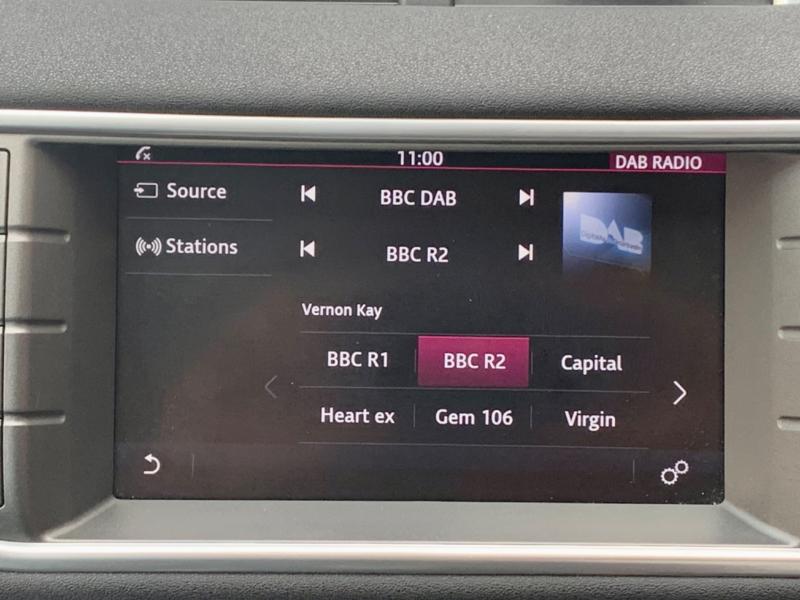 11:00
DAB RADIO
Source
BBC DAB
DAB
Stations
BBC R2
Vernon Kay
BBC R1
BBC R2
Capital
Heart ex
Gem 106
Virgin